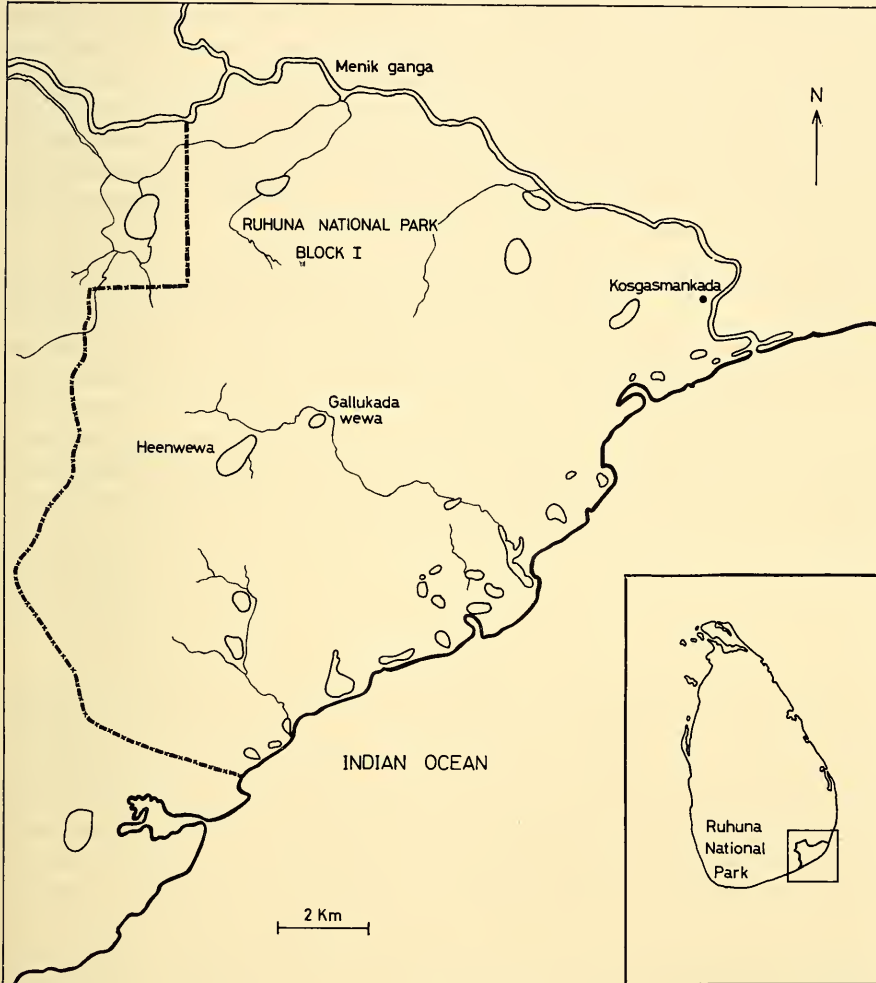 Menik ganga
N
RUHUNA NATIONAL PARK
BLOCK I
Kosgasmankada
Gallukada
wewa
Heenwewa
INDIAN OCEAN
Ruhuna
National
Park
2 Km